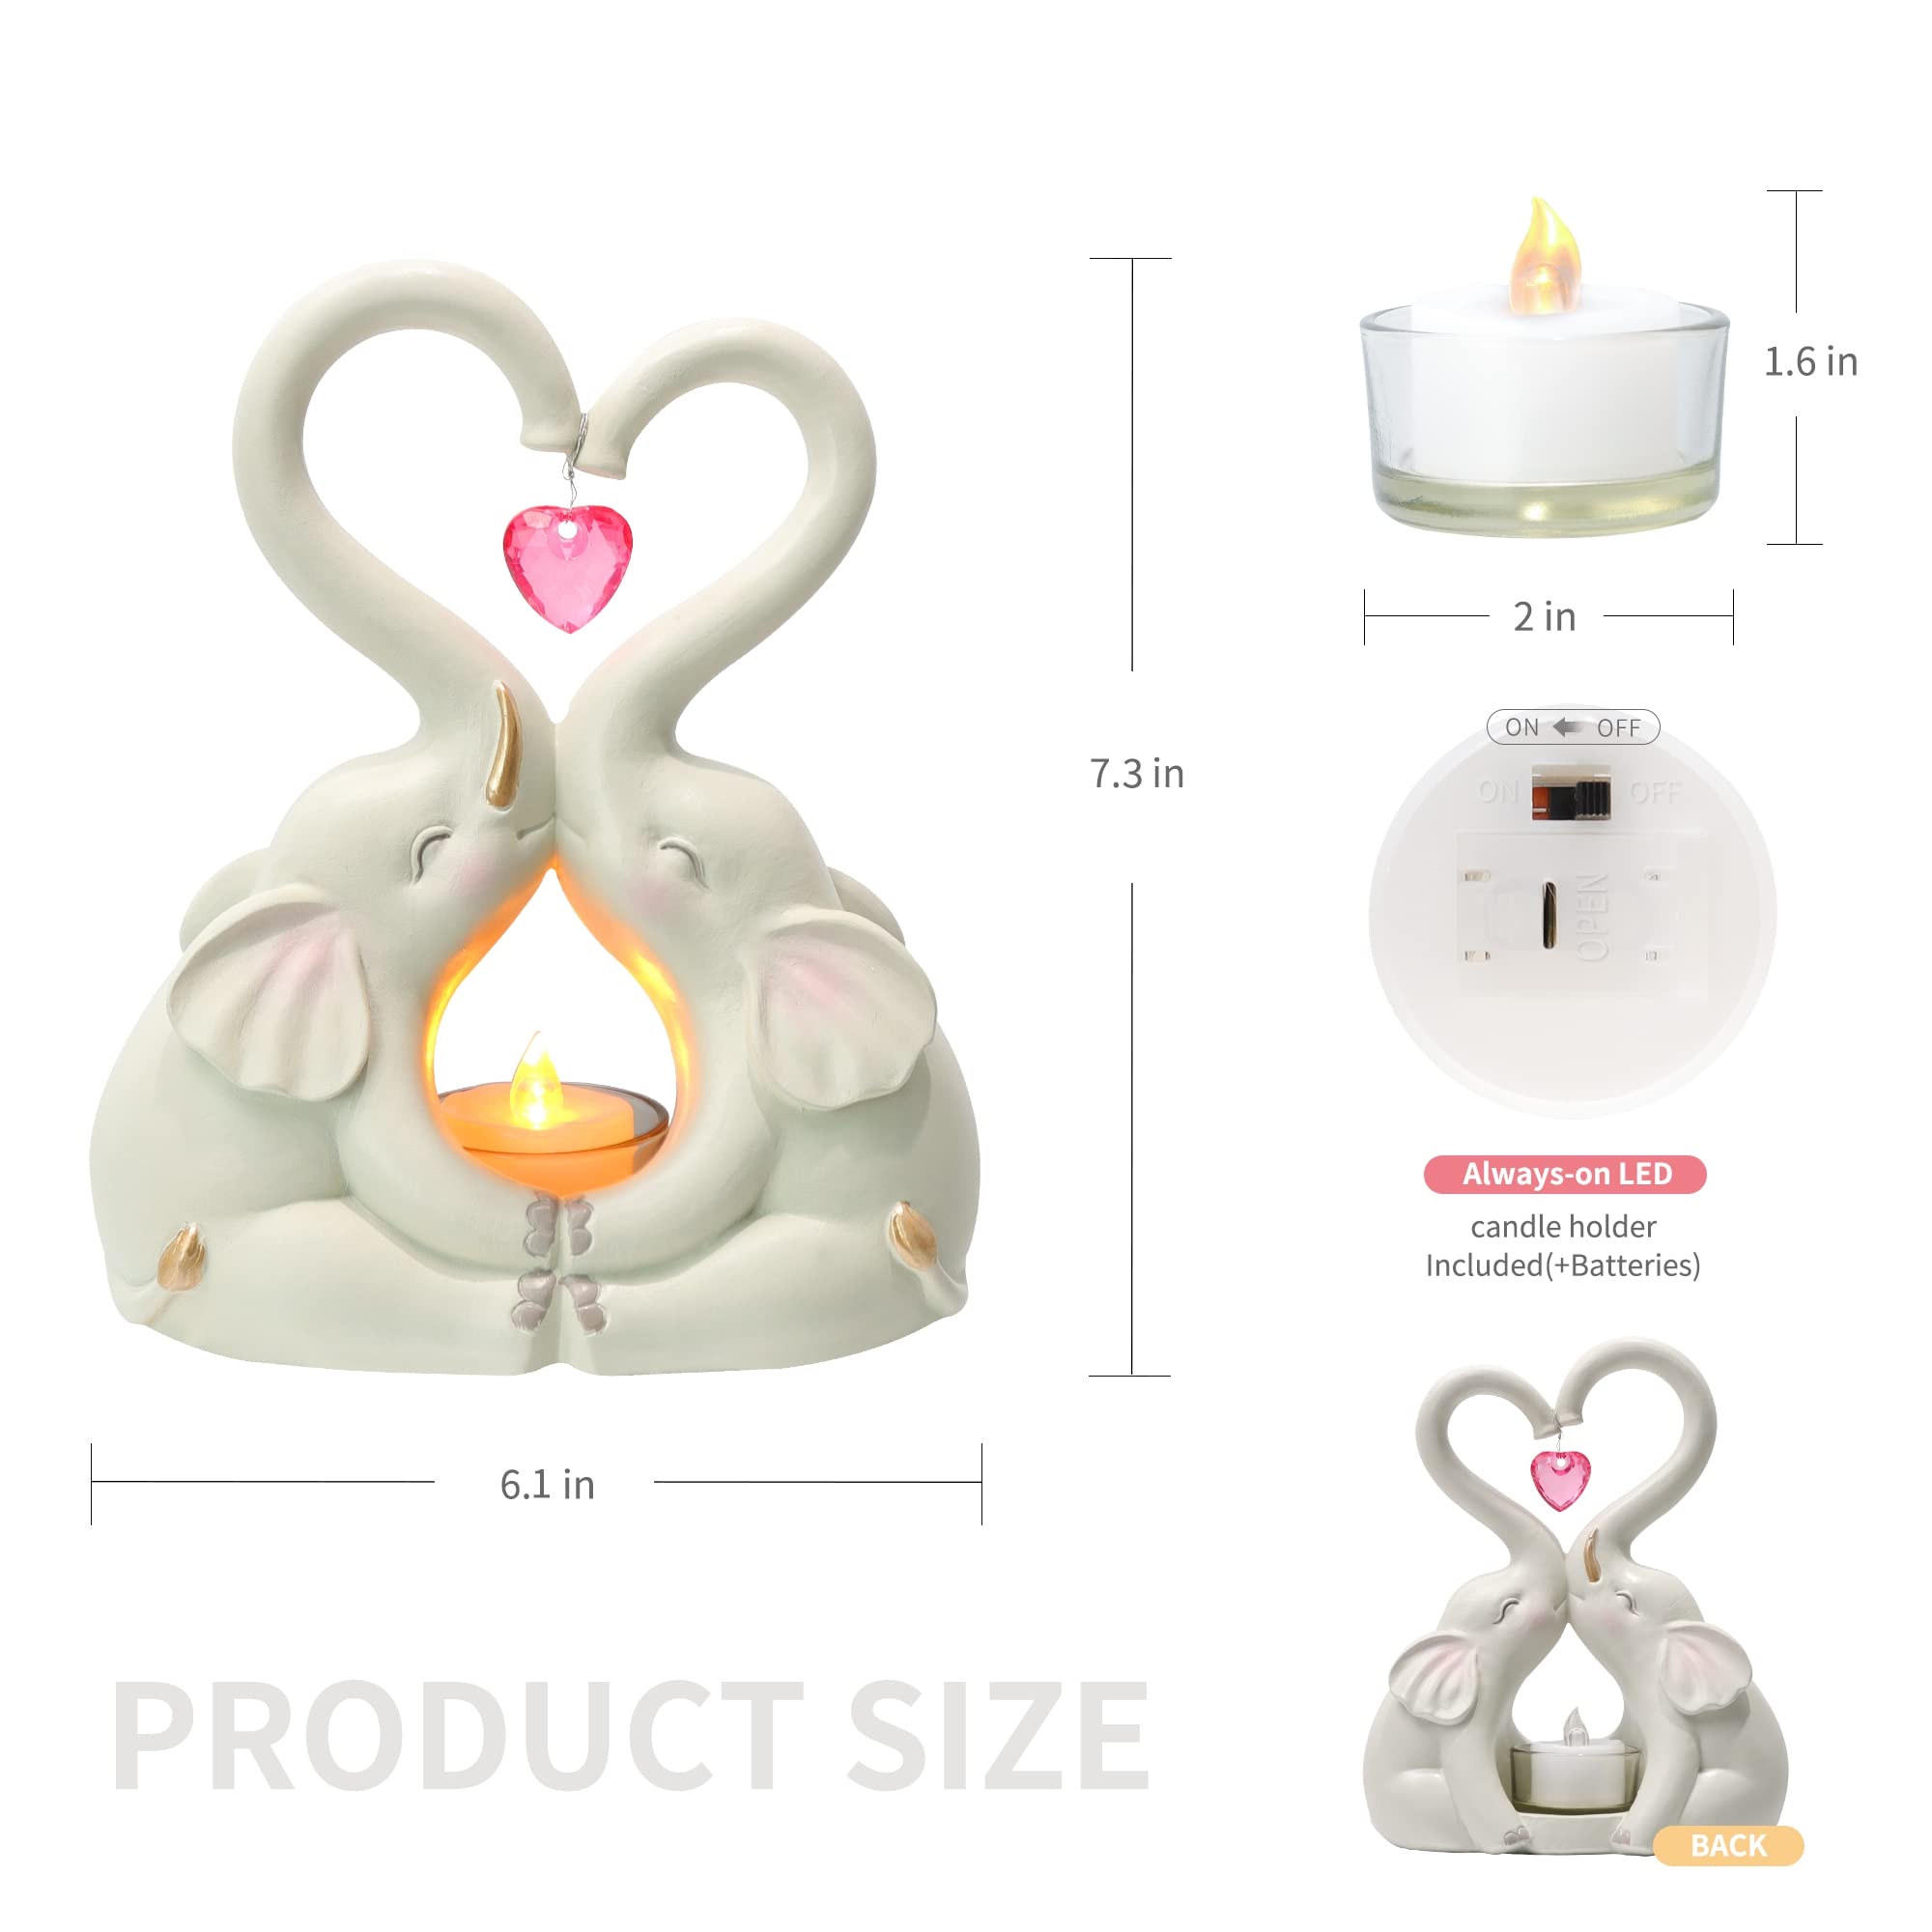 1.6 in
2 in
7.3 in
ON OFF
ON OFF
OPEN
Always-on LED
candle holder
Included(+Batteries)
6.1 in
PRODUCT SIZE
BACK